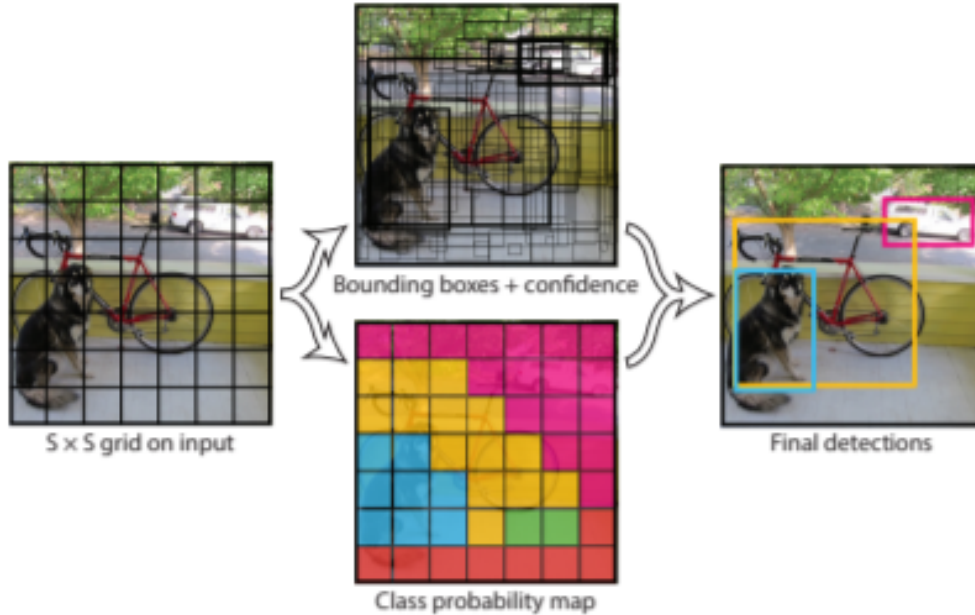 Bounding boxes + confidence
S × S grid on input
Final detections
Class probability map